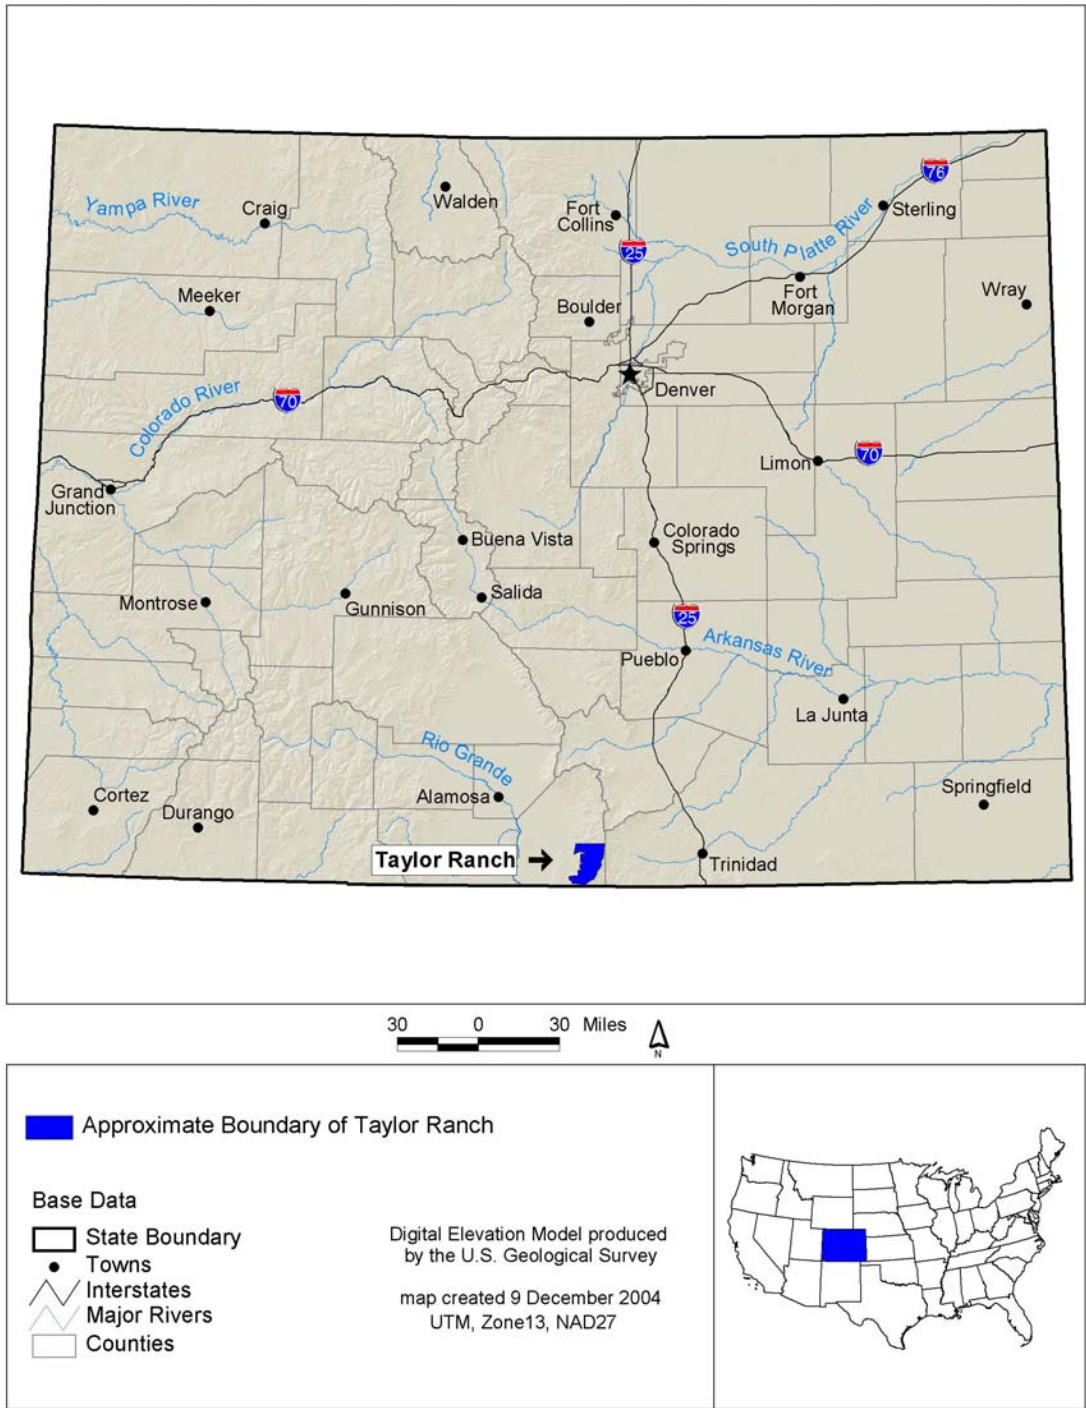 76
Yampa River
Craig
Walden
Fort
Collins
Sterling
South Platte River
25
Meeker
Boulder
Fort
Morgan
Wray
Denver
Colorado River
70
Limon
70
Grand
Junction
Buena Vista
Colorado
Springs
Montrose
Gunnison
Salida
25
Arkansas River
Pueblo
La Junta
Rio Grande
Cortez
Durango
Alamosa
Springfield
Taylor Ranch
Trinidad
30 0 30 Miles
N
Approximate Boundary of Taylor Ranch
Base Data
State Boundary
Towns
Interstates
Major Rivers
Counties
Digital Elevation Model produced
by the U.S. Geological Survey
map created 9 December 2004
UTM, Zone13, NAD27